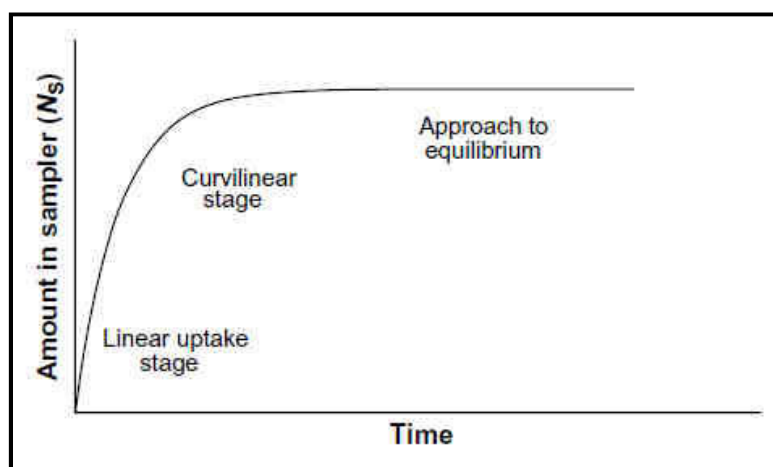 Amount in sampler (NS)
Approach to
equilibrium
Curvilinear
stage
Linear uptake
stage
Time